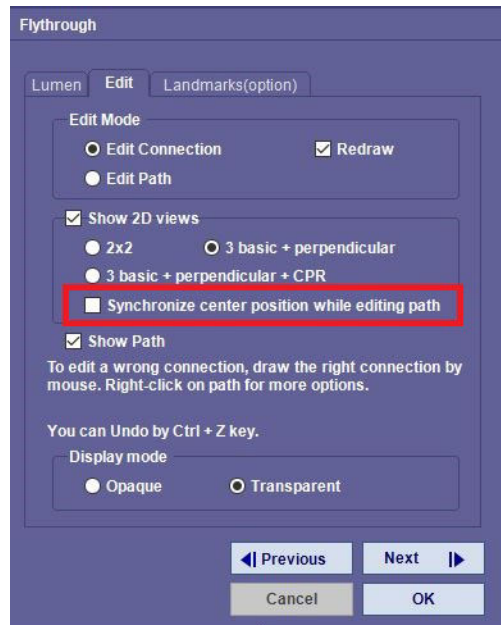 Flythrough
Lumen Edit Landmarks(option)
Edit Mode
Edit Connection Redraw
Edit Path
Show 2D views
2x2 3 basic + perpendicular
3 basic + perpendicular + CPR
Synchronize center position while editing path
Show Path
To edit a wrong connection, draw the right connection by
mouse. Right-click on path for more options.
You can Undo by Ctrl + Z key.
Display mode
Opaque Transparent
Previous Next
Cancel OK